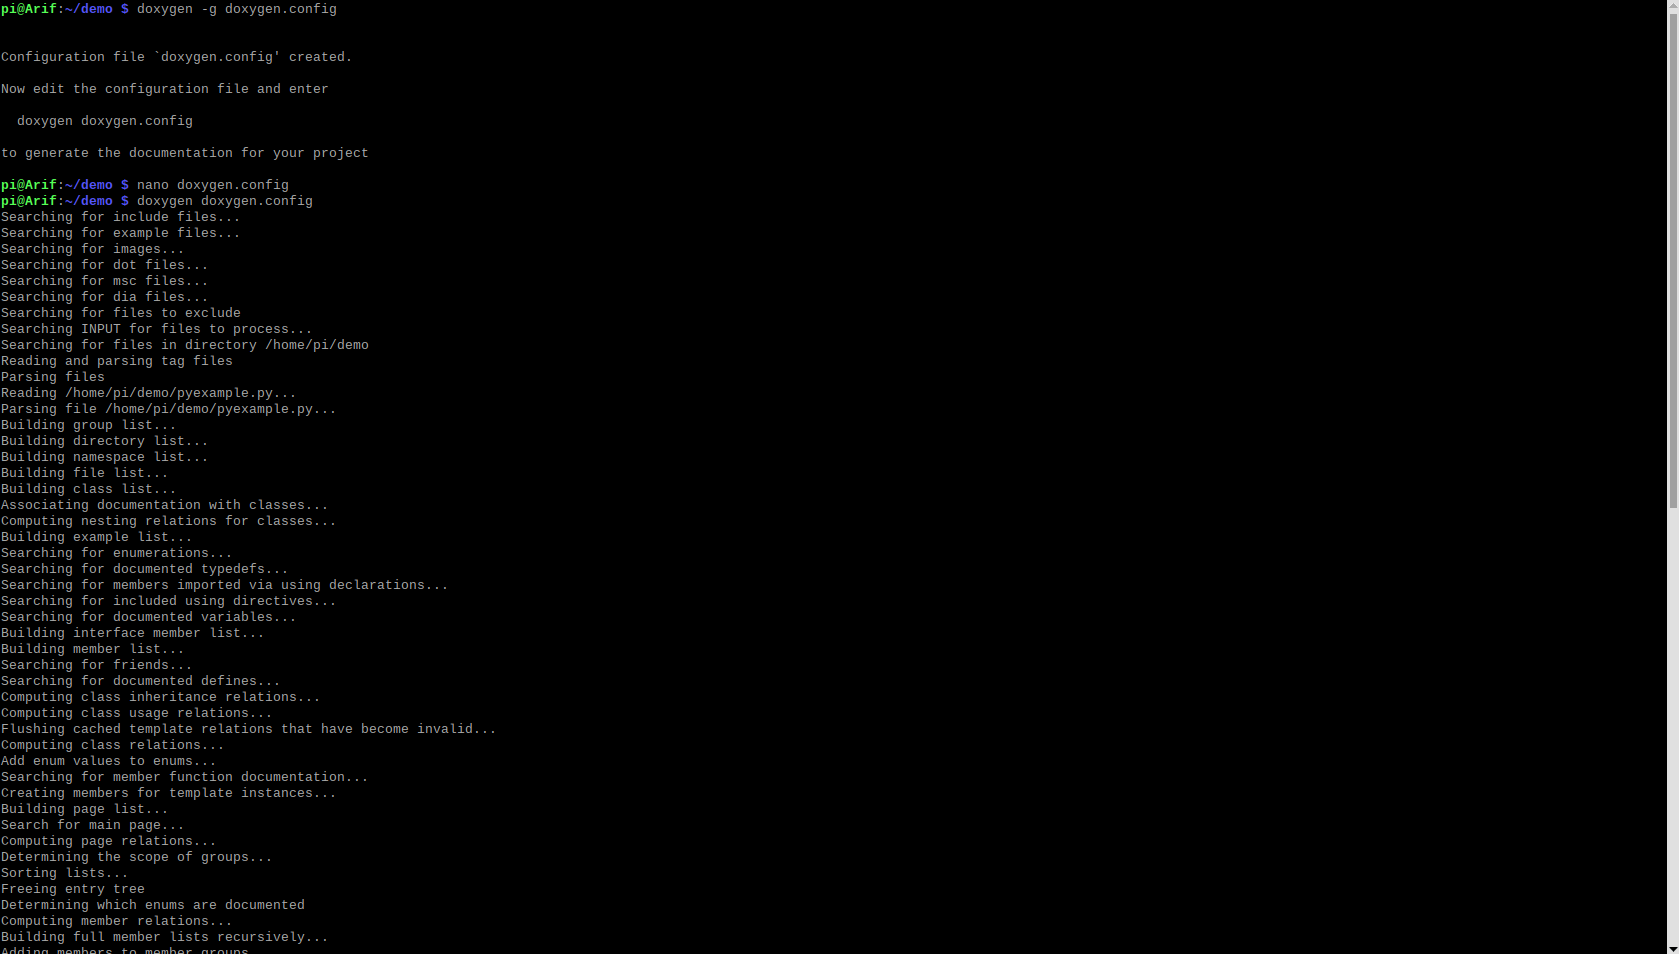 pi@Arif:~/demo $ doxygen -g doxygen.config
Configuration file `doxygen.config' created.
Now edit the configuration file and enter
doxygen doxygen.config
to generate the documentation for your project
pi@Arif:~/demo $ nano doxygen.config
pi@Arif:~/demo $ doxygen doxygen.config
Searching for include files...
Searching for example files...
Searching for images...
Searching for dot files...
Searching for msc files...
Searching for dia files...
Searching for files to exclude
Searching INPUT for files to process...
Searching for files in directory /home/pi/demo
Reading and parsing tag files
Parsing files
Reading /home/pi/demo/pyexample.py...
Parsing file /home/pi/demo/pyexample.py...
Building group list...
Building directory list...
Building namespace list...
Building file list...
Building class list...
Associating documentation with classes...
Computing nesting relations for classes...
Building example list...
Searching for enumerations...
Searching for documented typedefs...
Searching for members imported via using declarations...
Searching for included using directives...
Searching for documented variables...
Building interface member list...
Building member list...
Searching for friends...
Searching for documented defines...
Computing class inheritance relations...
Computing class usage relations...
Flushing cached template relations that have become invalid...
Computing class relations...
Add enum values to enums...
Searching for member function documentation...
Creating members for template instances...
Building page list...
Search for main page...
Computing page relations...
Determining the scope of groups...
Sorting lists...
Freeing entry tree
Determining which enums are documented
Computing member relations...
Building full member lists recursively...
Adding members to member groups